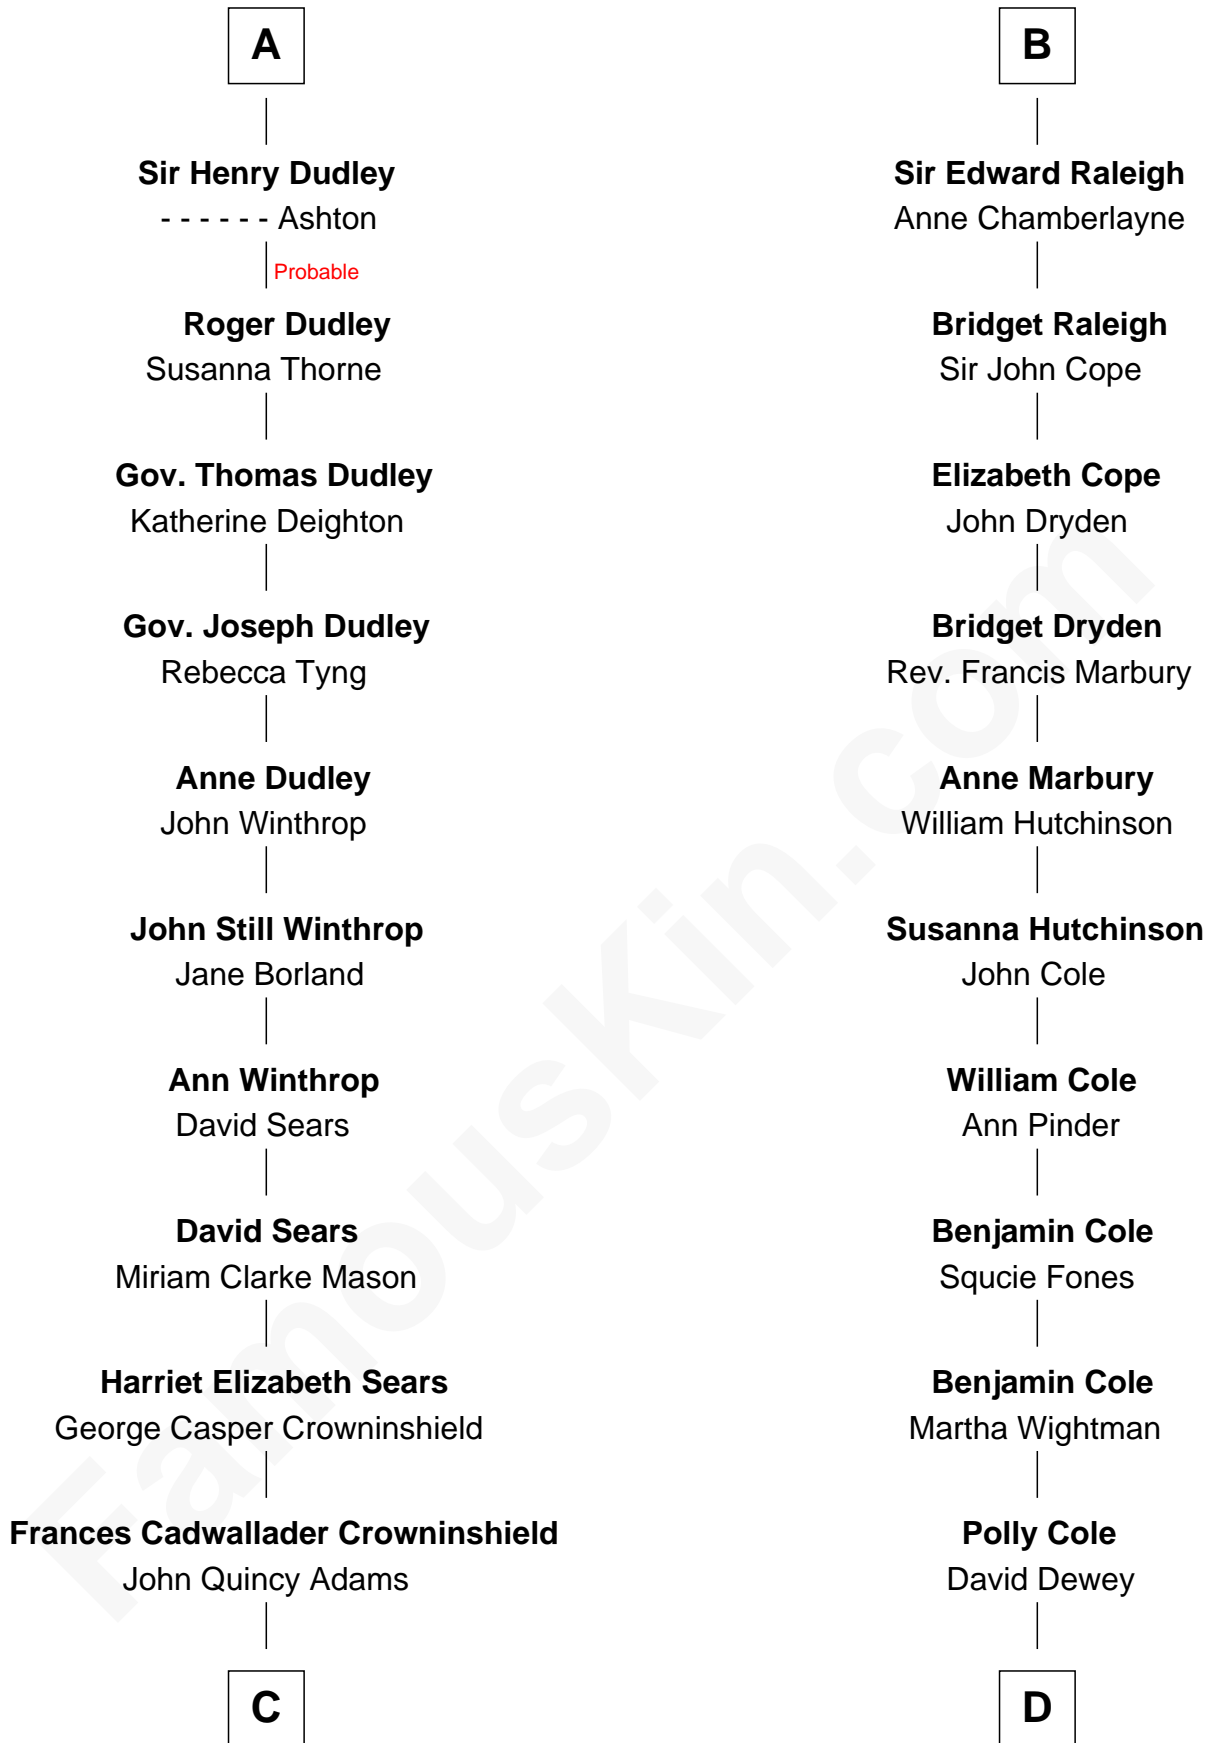 A
Sir Henry Dudley
- - - - - - Ashton
Probable
Roger Dudley
Susanna Thorne
Gov. Thomas Dudley
Katherine Deighton
Gov. Joseph Dudley
Rebecca Tyng
Anne Dudley
John Winthrop
John Still Winthrop
Jane Borland
Ann Winthrop
David Sears
David Sears
Miriam Clarke Mason
Harriet Elizabeth Sears
George Casper Crowninshield
Frances Cadwallader Crowninshield
John Quincy Adams
C
B
Sir Edward Raleigh
Anne Chamberlayne
Bridget Raleigh
Sir John Cope
Elizabeth Cope
John Dryden
Bridget Dryden
Rev. Francis Marbury
Anne Marbury
William Hutchinson
Susanna Hutchinson
John Cole
William Cole
Ann Pinder
Benjamin Cole
Squcie Fones
Benjamin Cole
Martha Wightman
Polly Cole
David Dewey
D
FamousKin.com